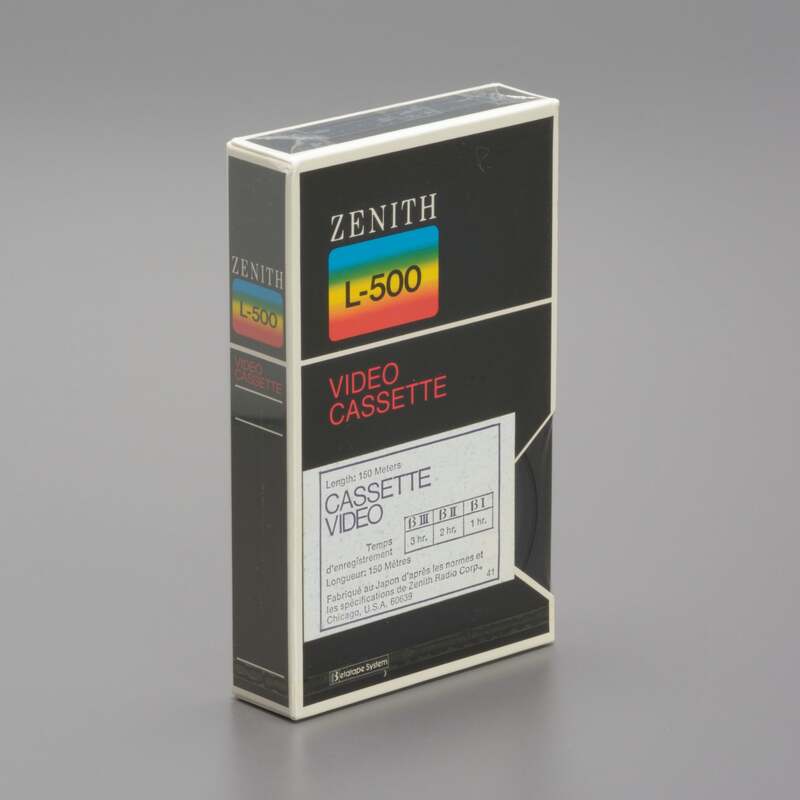 ZENITH
L-500
VIDEO
CASSETTE
ZENITH
L-500
VIDEO
CASSETTE
Length: 150 Meters
CASSETTE
VIDEO
Temps
d'enregistrement
BIII BII BI
3 hr. 2 hr. 1 hr.
Longueur: 150 Mètres
Fabriqué au Japon d'après les normes et
les spécifications de Zenith Radio Corp.,
Chicago, U.S.A. 60639
41
Betatape System